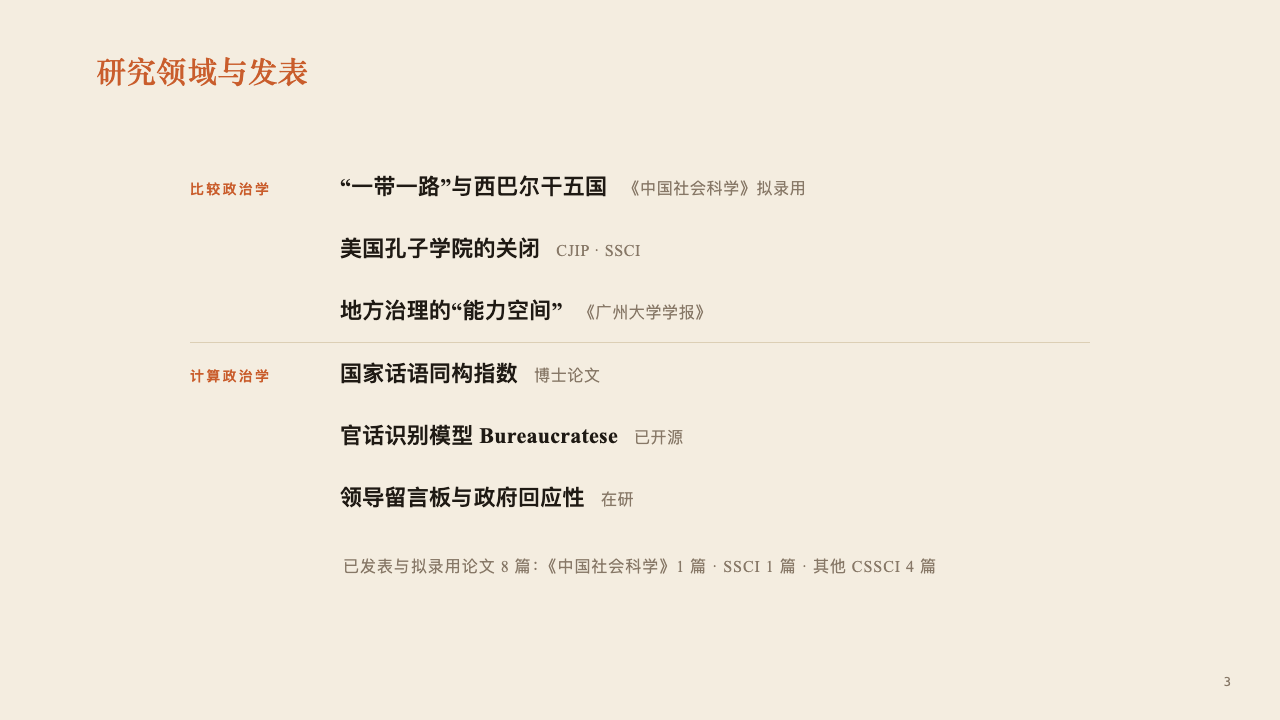 研究领域与发表
比较政治学 “一带一路”与西巴尔干五国 《中国社会科学》拟录用
美国孔子学院的关闭 CJIP · SSCI
地方治理的“能力空间” 《广州大学学报》
计算政治学 国家话语同构指数 博士论文
官话识别模型 Bureaucratese 已开源
领导留言板与政府回应性 在研
已发表与拟录用论文 8 篇：《中国社会科学》1 篇 · SSCI 1 篇 · 其他 CSSCI 4 篇
3